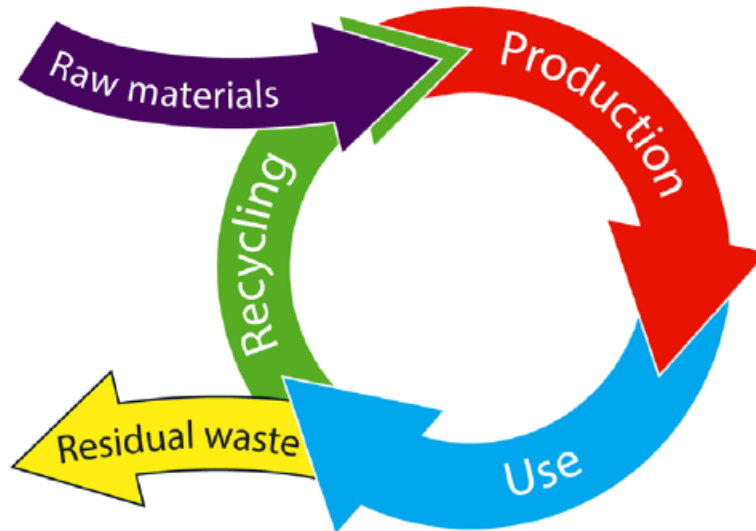 Raw materials
Production
Use
Recycling
Residual waste